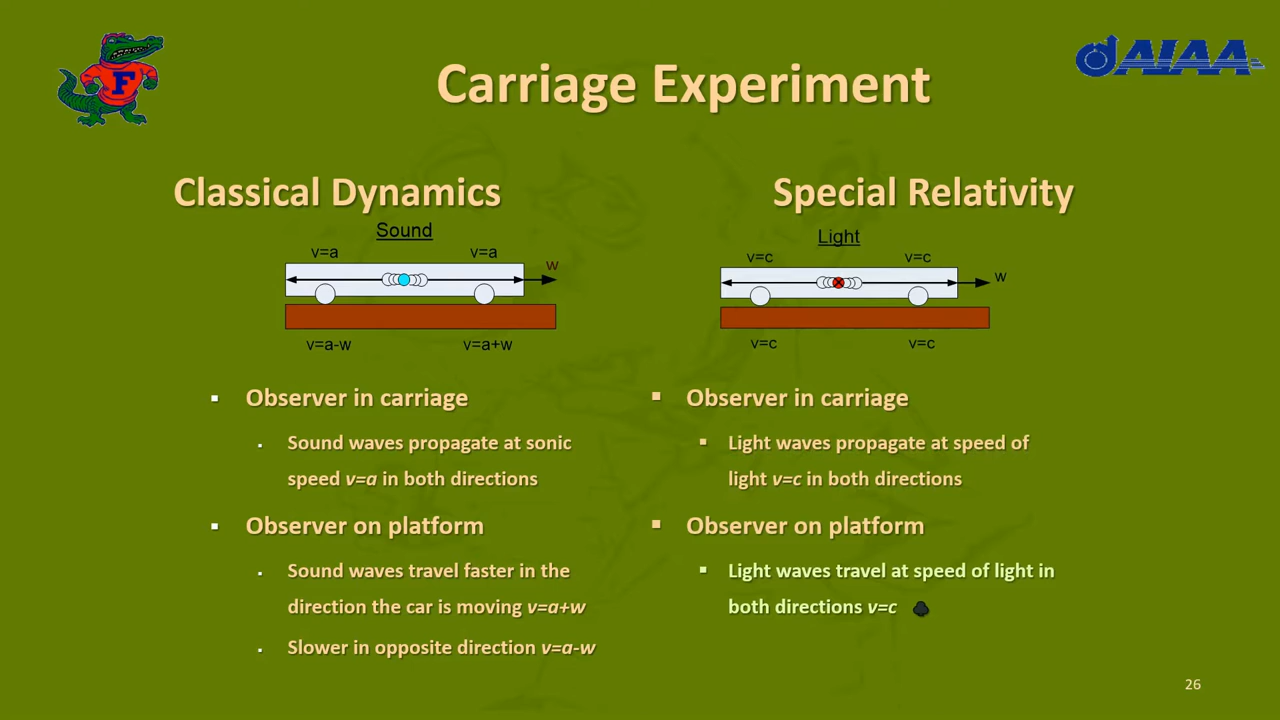 F
AIAA
Carriage Experiment
Classical Dynamics
Sound
v=a
v=a
w
v=a-w
v=a+w
▪ Observer in carriage
▪ Sound waves propagate at sonic
speed v=a in both directions
▪ Observer on platform
▪ Sound waves travel faster in the
direction the car is moving v=a+w
▪ Slower in opposite direction v=a-w
Special Relativity
Light
v=c
v=c
w
v=c
v=c
▪ Observer in carriage
▪ Light waves propagate at speed of
light v=c in both directions
▪ Observer on platform
▪ Light waves travel at speed of light in
both directions v=c ♣
26